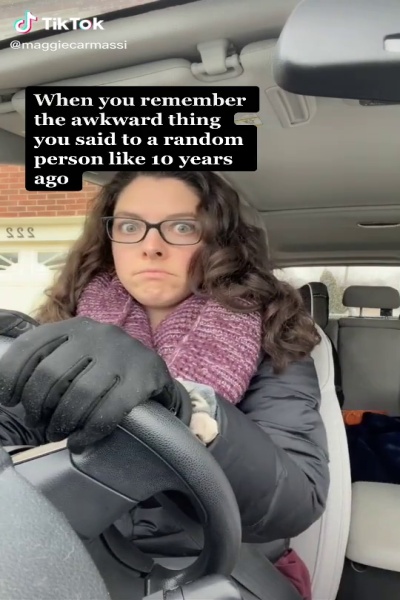 TikTok
@maggiecarmassi
When you remember
the awkward thing
you said to a random
person like 10 years
ago
222